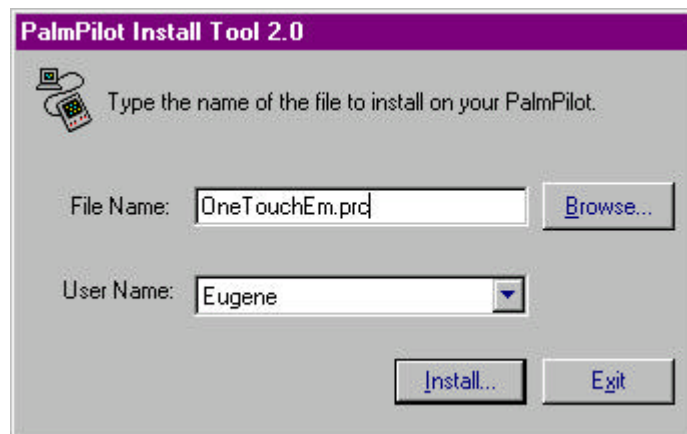 PalmPilot Install Tool 2.0
Type the name of the file to install on your PalmPilot.
File Name: OneTouchEm.prc Browse...
User Name: Eugene
Install... Exit